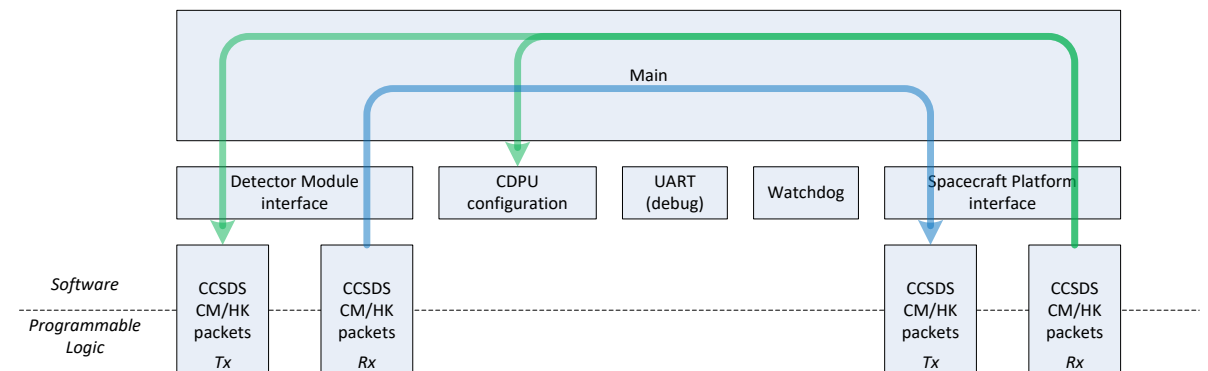 Main
Detector Module
interface
CDPU
configuration
UART
(debug)
Watchdog
Spacecraft Platform
interface
Software
Programmable
Logic
CCSDS
CM/HK
packets
Tx
CCSDS
CM/HK
packets
Rx
CCSDS
CM/HK
packets
Tx
CCSDS
CM/HK
packets
Rx